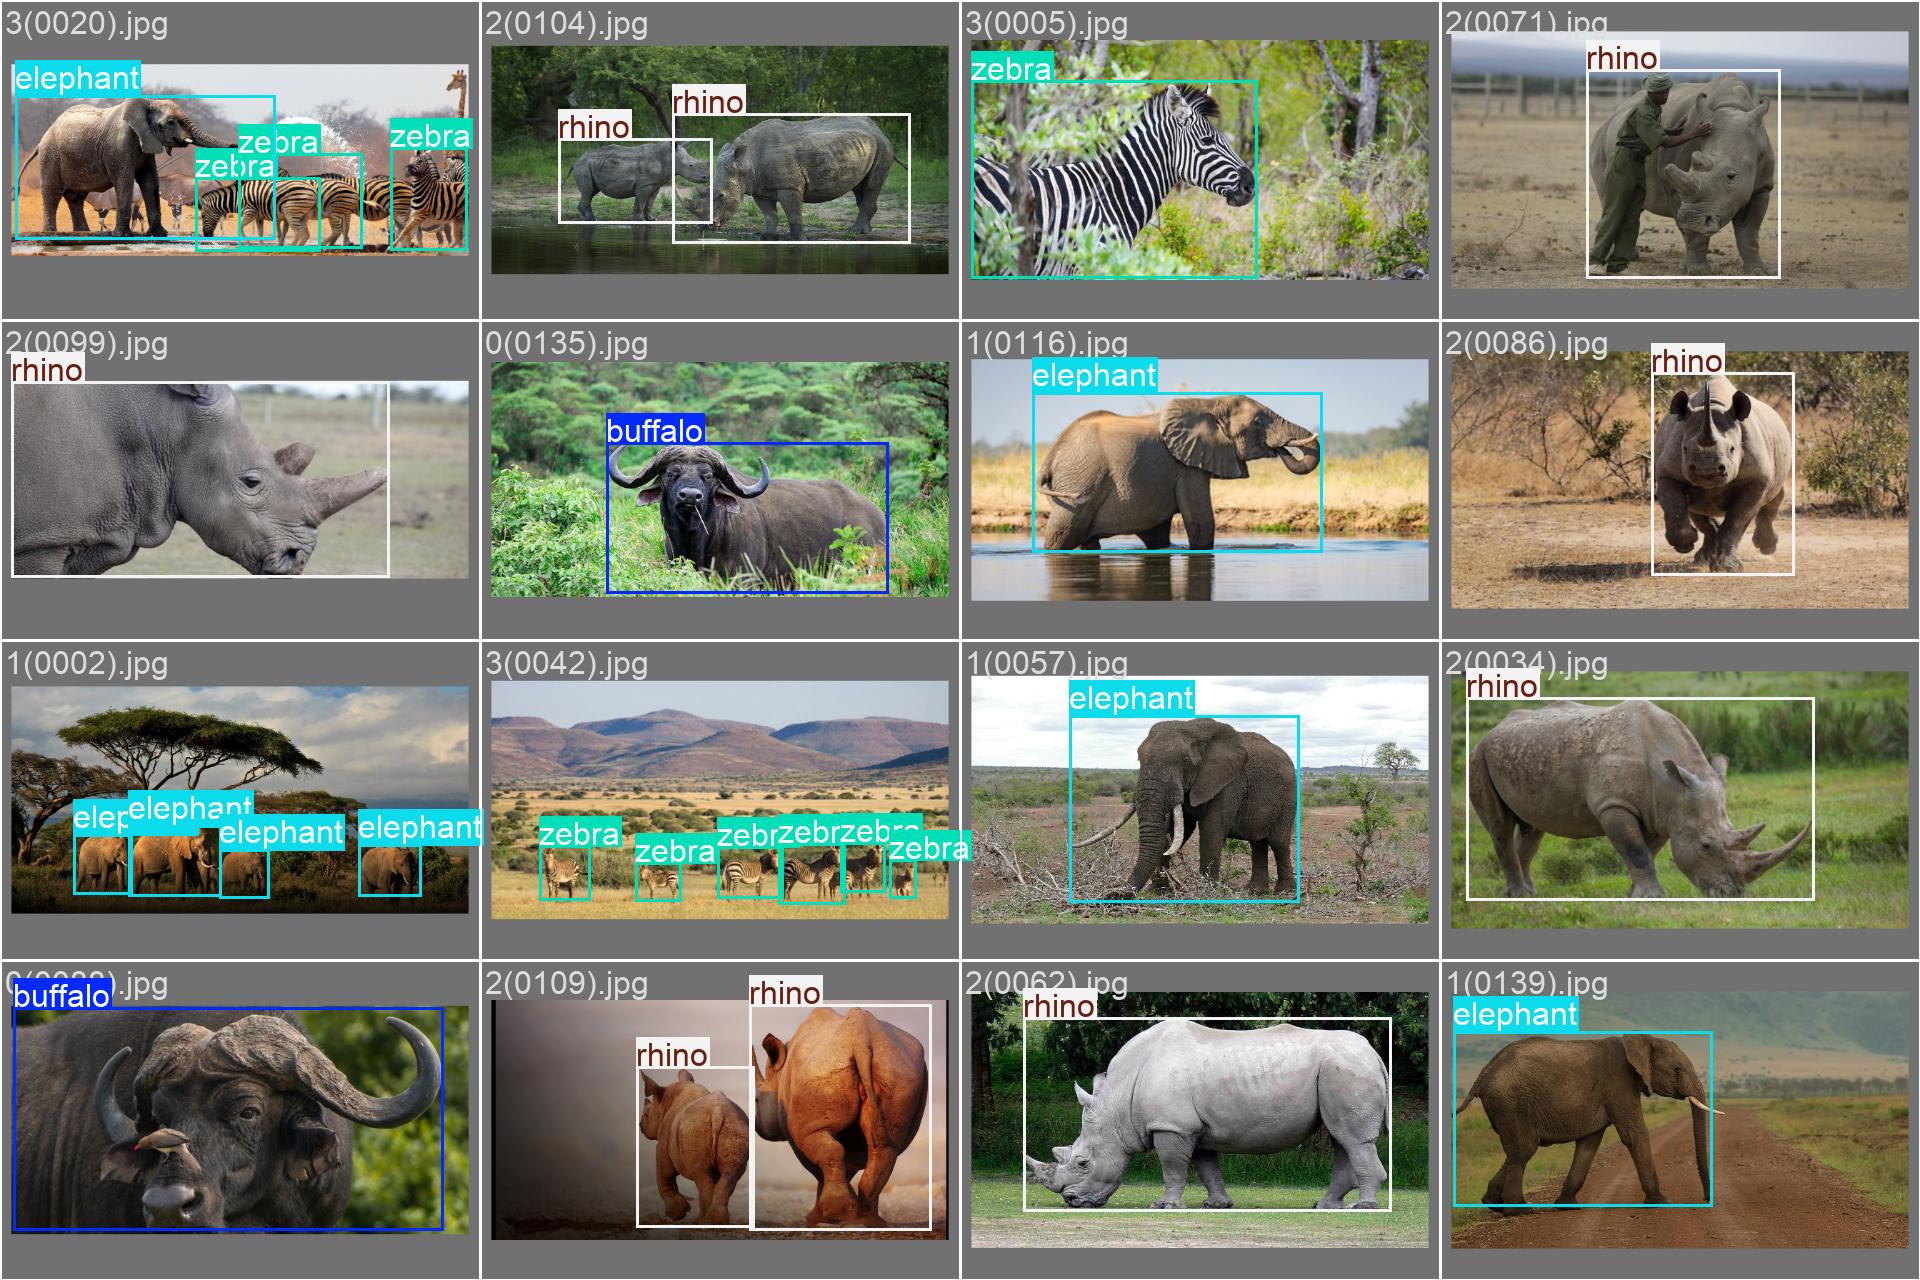 3(0020).jpg
elephant
zebra
zebra
zebra
2(0104).jpg
rhino
rhino
3(0005).jpg
zebra
2(0071).jpg
rhino
2(0099).jpg
rhino
0(0135).jpg
buffalo
1(0116).jpg
elephant
2(0086).jpg
rhino
1(0002).jpg
elep
elephant
elephant
elephant
3(0042).jpg
zebra
zebra
zebr
zebr
zebra
zebra
1(0057).jpg
elephant
2(0034).jpg
rhino
buffalo
2(0109).jpg
rhino
rhino
2(0062).jpg
rhino
1(0139).jpg
elephant